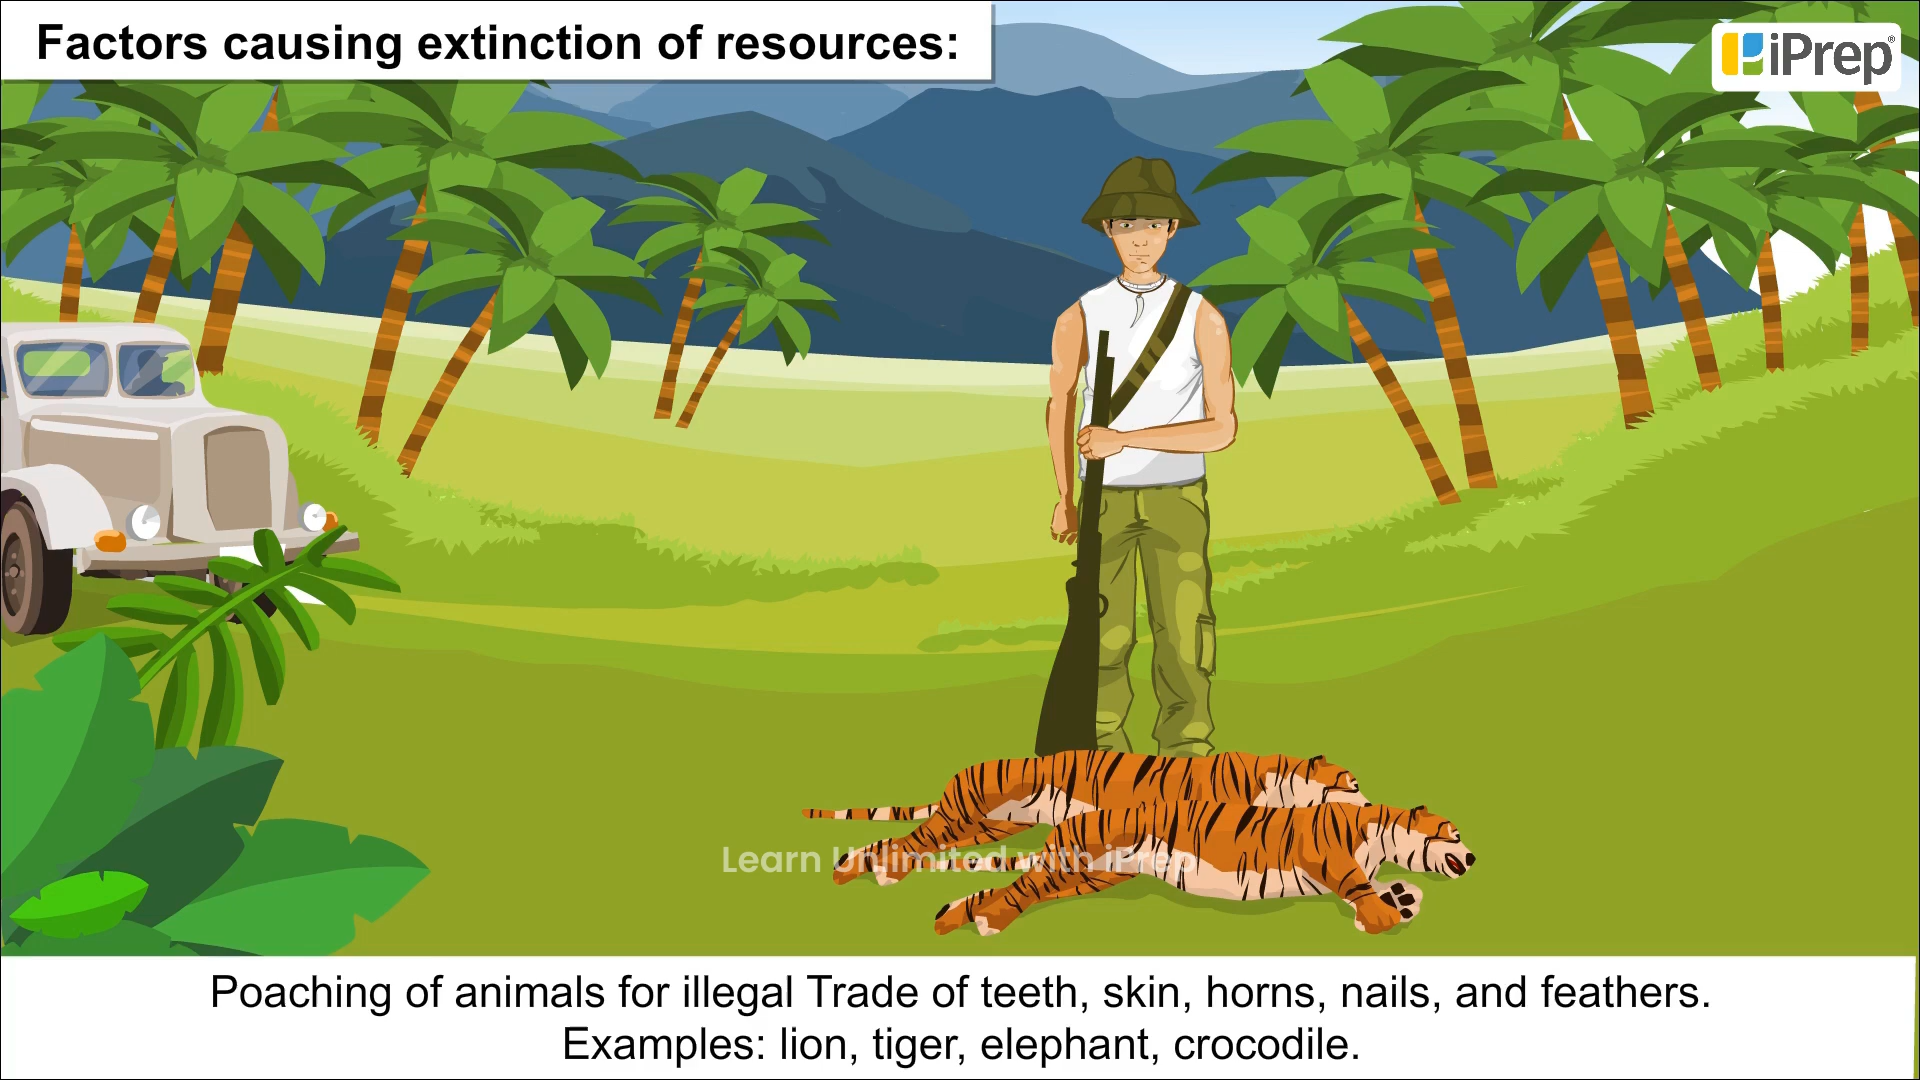 Factors causing extinction of resources:
iPrep®
Learn Unlimited with iPrep
Poaching of animals for illegal Trade of teeth, skin, horns, nails, and feathers.
Examples: lion, tiger, elephant, crocodile.